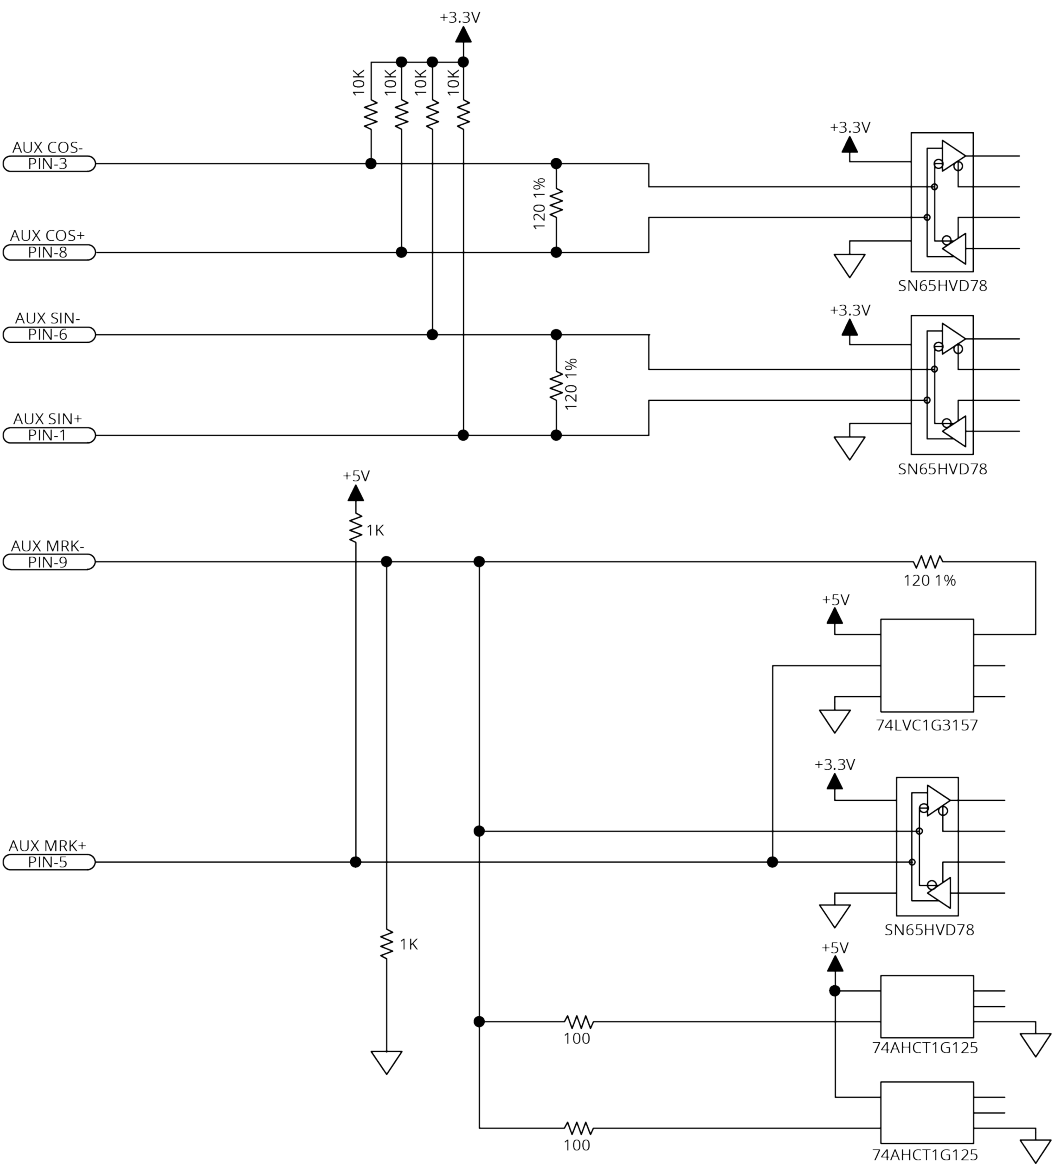 +3.3V
10K
10K
10K
10K
AUX COS-
PIN-3
+3.3V
120 1%
AUX COS+
PIN-8
SN65HVD78
AUX SIN-
PIN-6
+3.3V
120 1%
AUX SIN+
PIN-1
SN65HVD78
+5V
1K
AUX MRK-
PIN-9
120 1%
+5V
74LVC1G3157
+3.3V
AUX MRK+
PIN-5
SN65HVD78
1K
+5V
100
74AHCT1G125
100
74AHCT1G125